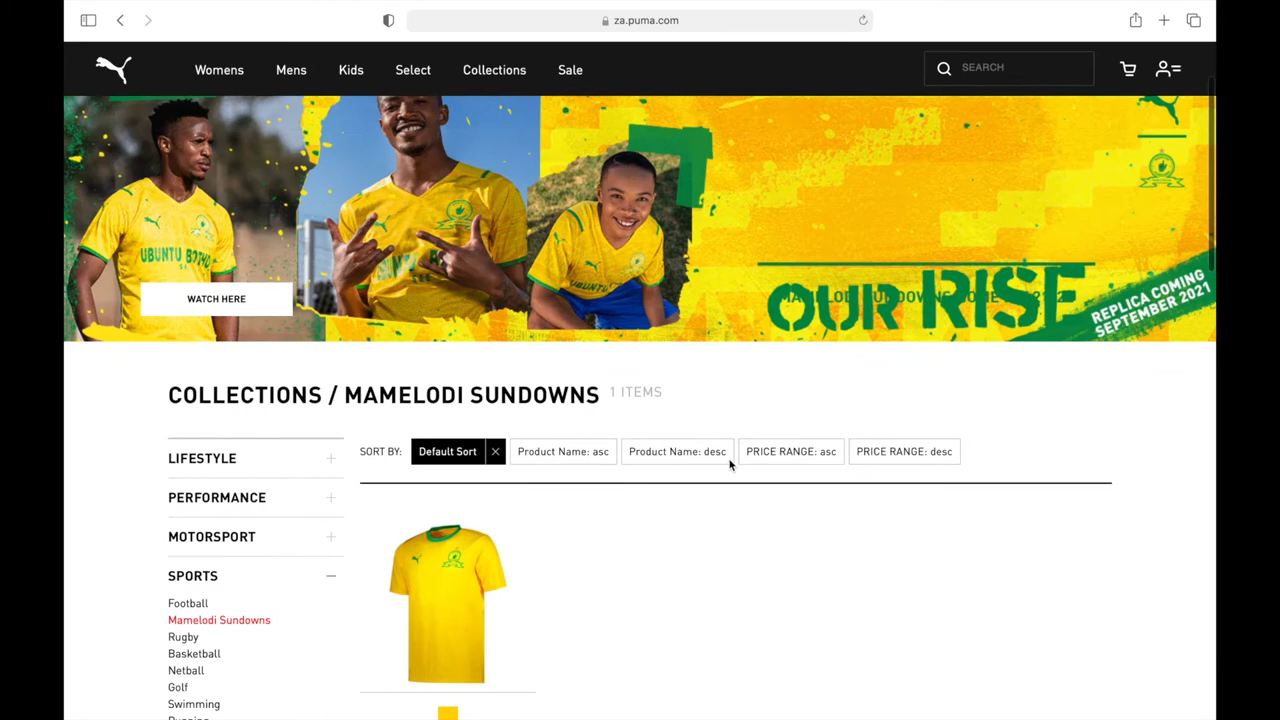 za.puma.com
Womens
Mens
Kids
Select
Collections
Sale
SEARCH
UBUNTU BOTHO
WATCH HERE
OUR RISE
REPLICA COMING
SEPTEMBER 2021
COLLECTIONS / MAMELODI SUNDOWNS 1 ITEMS
SORT BY: Default Sort Product Name: asc Product Name: desc PRICE RANGE: asc PRICE RANGE: desc
LIFESTYLE
PERFORMANCE
MOTORSPORT
SPORTS
Football
Mamelodi Sundowns
Rugby
Basketball
Netball
Golf
Swimming